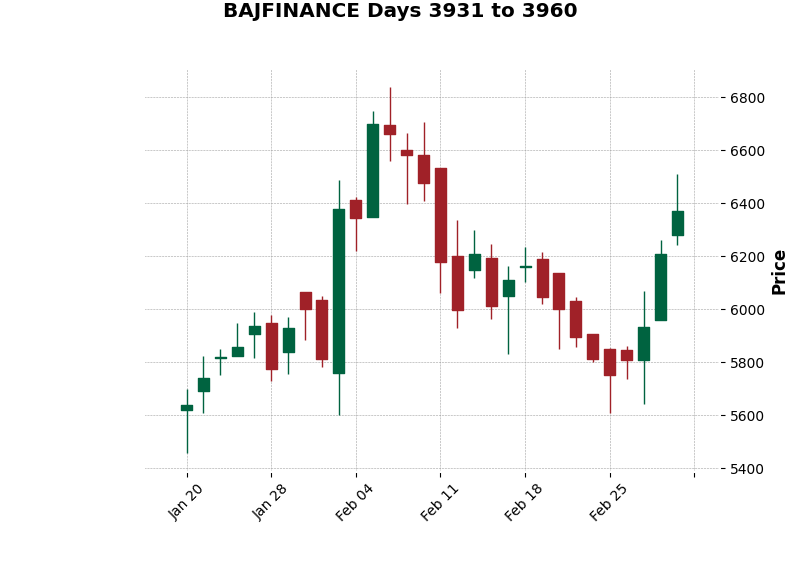 BAJFINANCE Days 3931 to 3960
6800
6600
6400
6200
6000
5800
5600
5400
Price
Jan 20
Jan 28
Feb 04
Feb 11
Feb 18
Feb 25